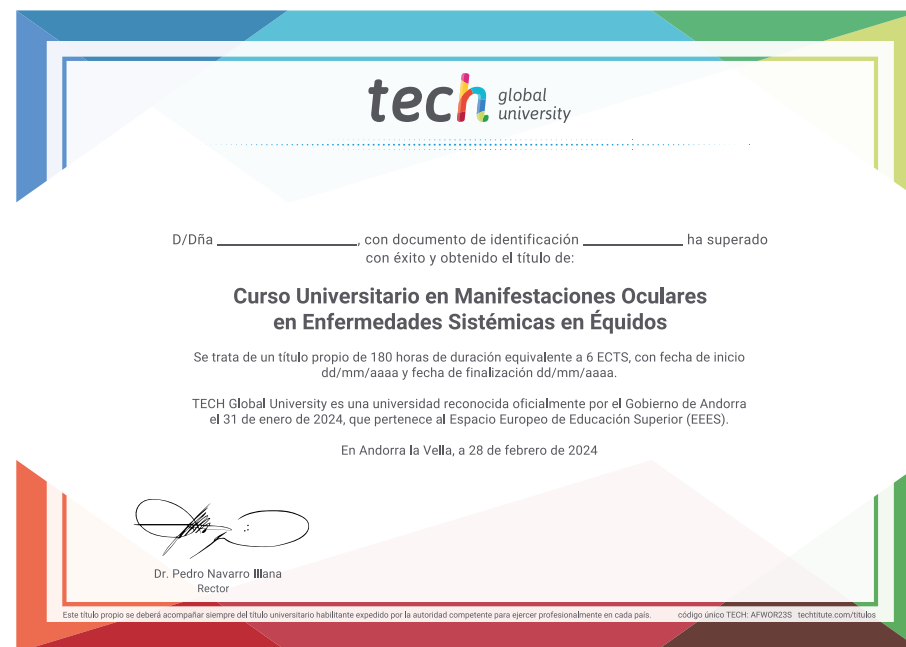 tech global university
D/Dña ______________, con documento de identificación __________ ha superado
con éxito y obtenido el título de:
Curso Universitario en Manifestaciones Oculares
en Enfermedades Sistémicas en Équidos
Se trata de un título propio de 180 horas de duración equivalente a 6 ECTS, con fecha de inicio
dd/mm/aaaa y fecha de finalización dd/mm/aaaa.
TECH Global University es una universidad reconocida oficialmente por el Gobierno de Andorra
el 31 de enero de 2024, que pertenece al Espacio Europeo de Educación Superior (EEES).
En Andorra la Vella, a 28 de febrero de 2024
Dr. Pedro Navarro Illana
Rector
Este título propio se deberá acompañar siempre del título universitario habilitante expedido por la autoridad competente para ejercer profesionalmente en cada país. código único TECH: AFWOR23S techtitute.com/titulos